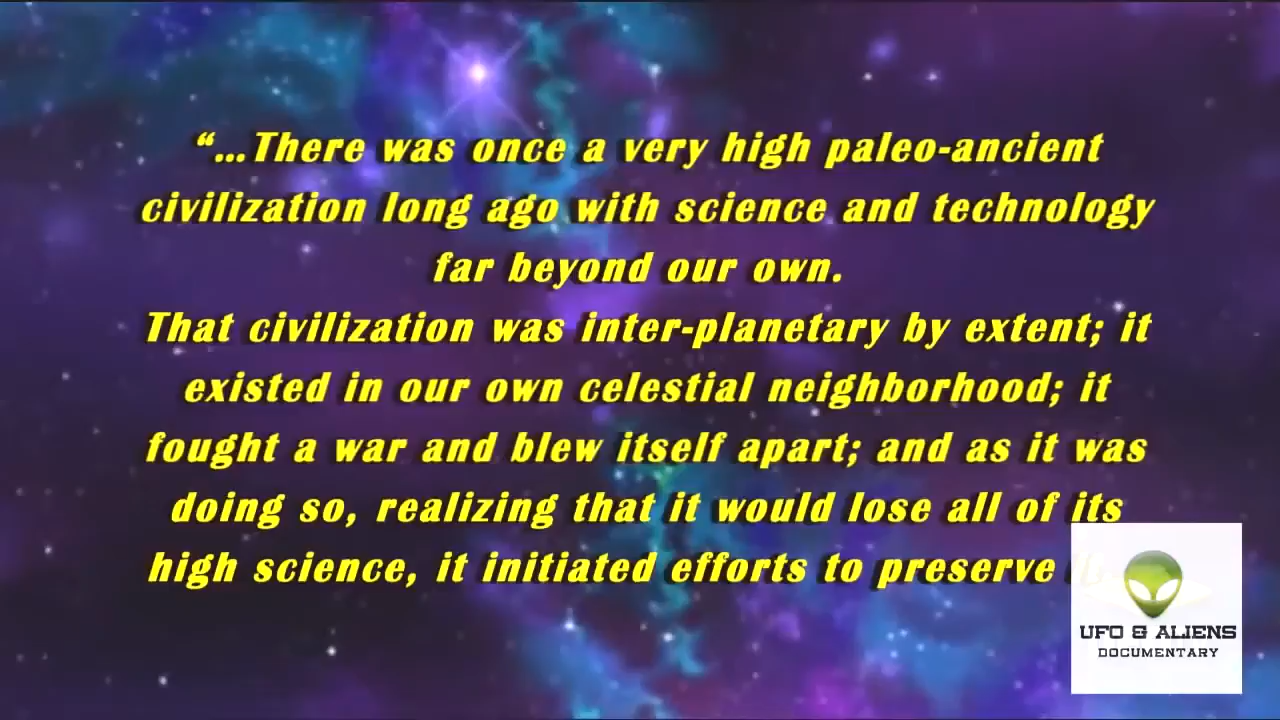 “...There was once a very high paleo-ancient
civilization long ago with science and technology
far beyond our own.
That civilization was inter-planetary by extent; it
existed in our own celestial neighborhood; it
fought a war and blew itself apart; and as it was
doing so, realizing that it would lose all of its
high science, it initiated efforts to preserve
UFO & ALIENS
DOCUMENTARY